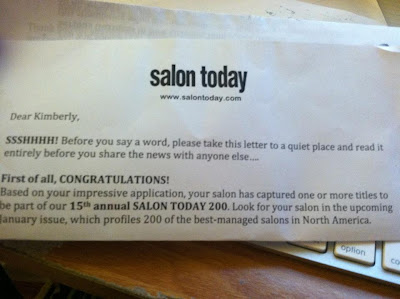 salon today
www.salontoday.com
Dear Kimberly,
SSSHHHH! Before you say a word, please take this letter to a quiet place and read it
entirely before you share the news with anyone else....
First of all, CONGRATULATIONS!
Based on your impressive application, your salon has captured one or more titles to
be part of our 15th annual SALON TODAY 200. Look for your salon in the upcoming
January issue, which profiles 200 of the best-managed salons in North America.
option